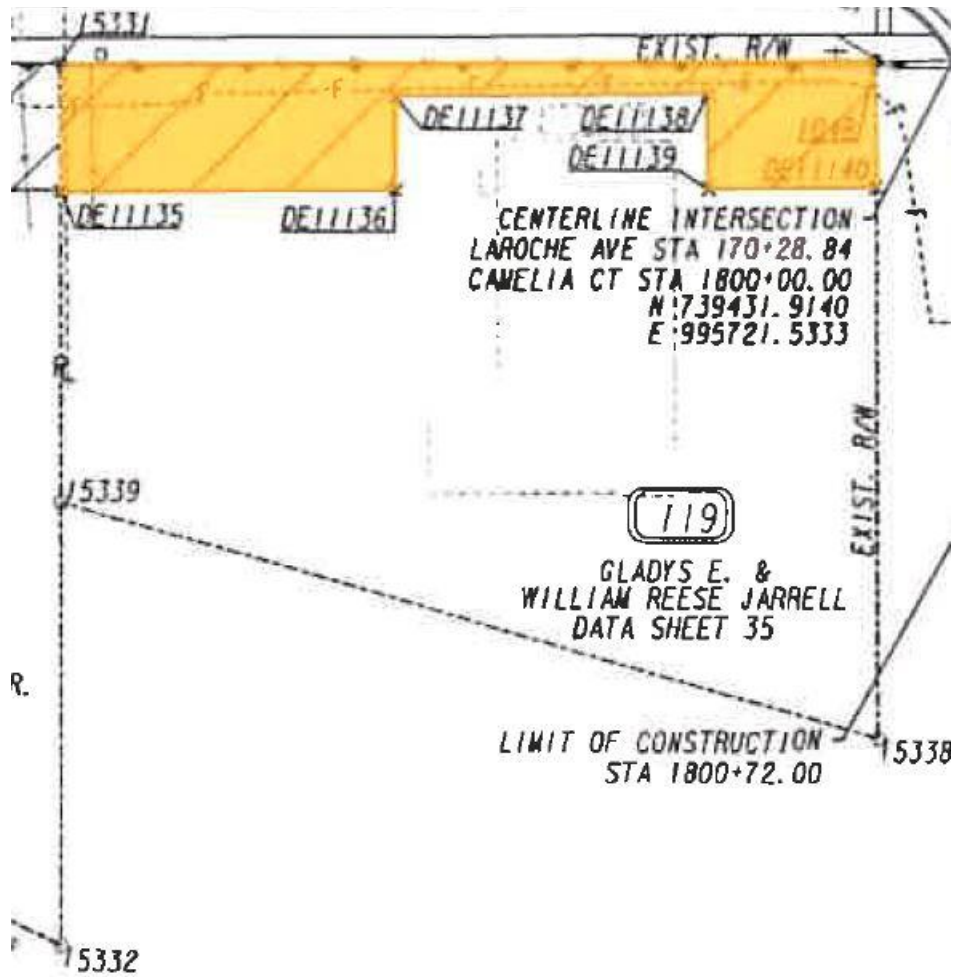 15331
EXIST. R/W
DE11137
DE11138
DE11139
DE11140
DE11135
DE11136
CENTERLINE INTERSECTION
LAROCHE AVE STA 170+28.84
CAMELIA CT STA 1800+00.00
N 739431.9140
E 995721.5333
EXIST. R/W
15339
119
GLADYS E. &
WILLIAM REESE JARRELL
DATA SHEET 35
R.
LIMIT OF CONSTRUCTION
STA 1800+72.00
15338
15332